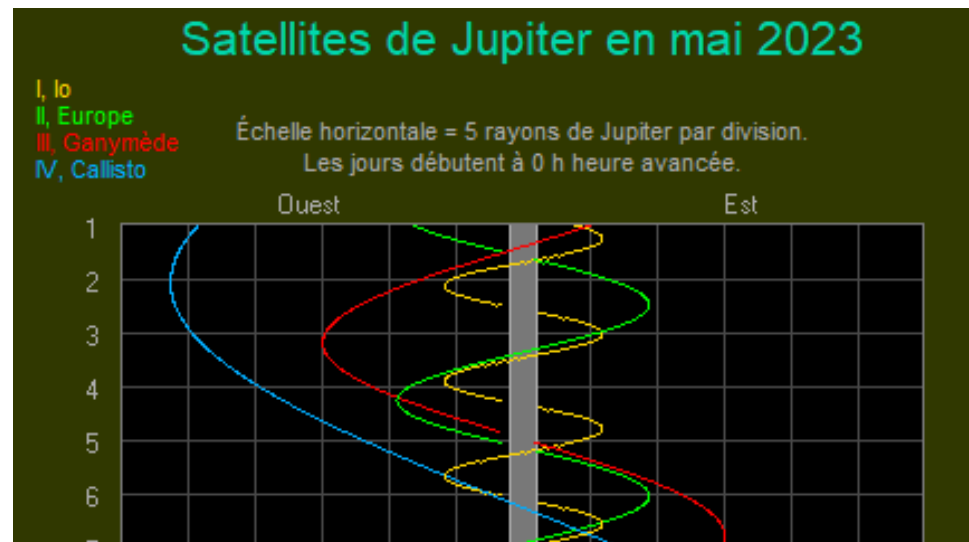 Satellites de Jupiter en mai 2023
I, Io
II, Europe
III, Ganymède
IV, Callisto
Échelle horizontale = 5 rayons de Jupiter par division.
Les jours débutent à 0 h heure avancée.
Ouest Est
1
2
3
4
5
6